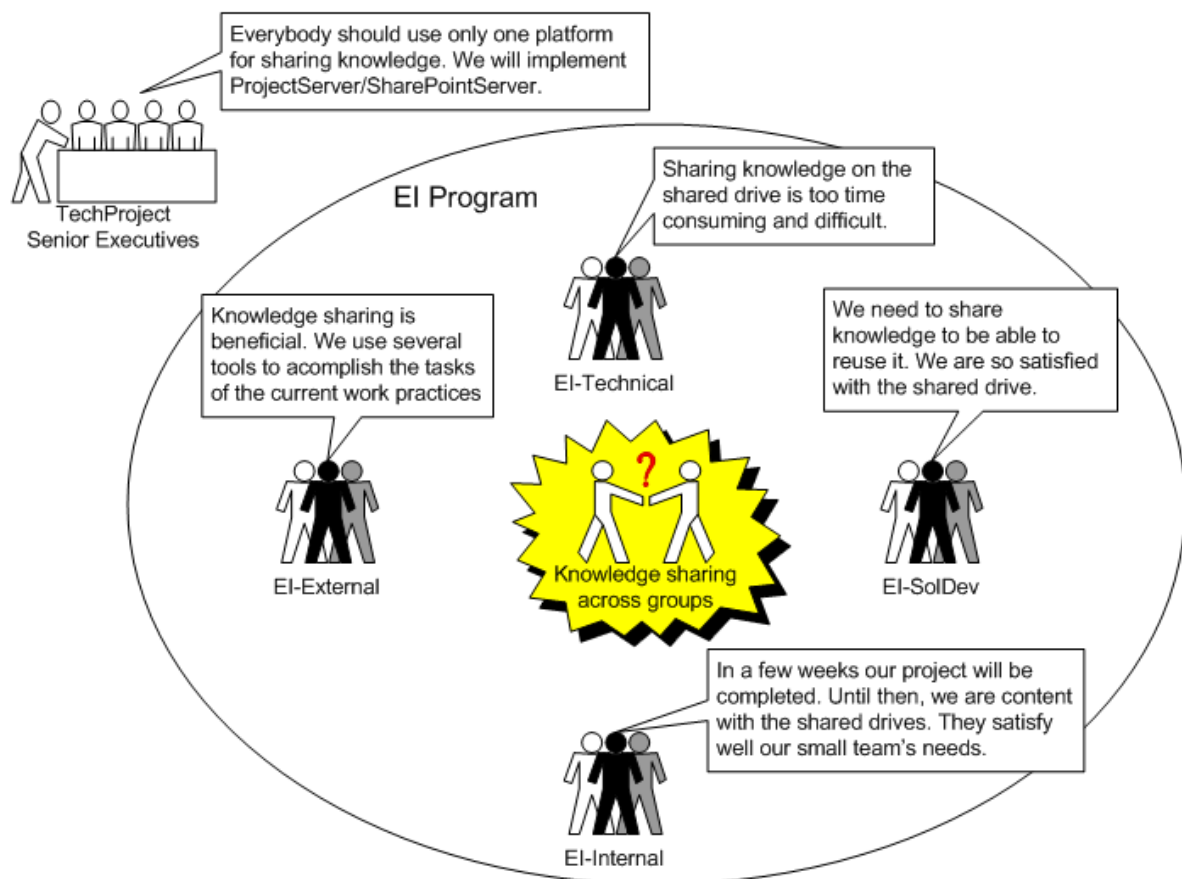 Everybody should use only one platform
for sharing knowledge. We will implement
ProjectServer/SharePointServer.
TechProject
Senior Executives
EI Program
Sharing knowledge on the
shared drive is too time
consuming and difficult.
EI-Technical
Knowledge sharing is
beneficial. We use several
tools to acomplish the tasks
of the current work practices
EI-External
We need to share
knowledge to be able to
reuse it. We are so satisfied
with the shared drive.
EI-SolDev
?
Knowledge sharing
across groups
In a few weeks our project will be
completed. Until then, we are content
with the shared drives. They satisfy
well our small team's needs.
EI-Internal